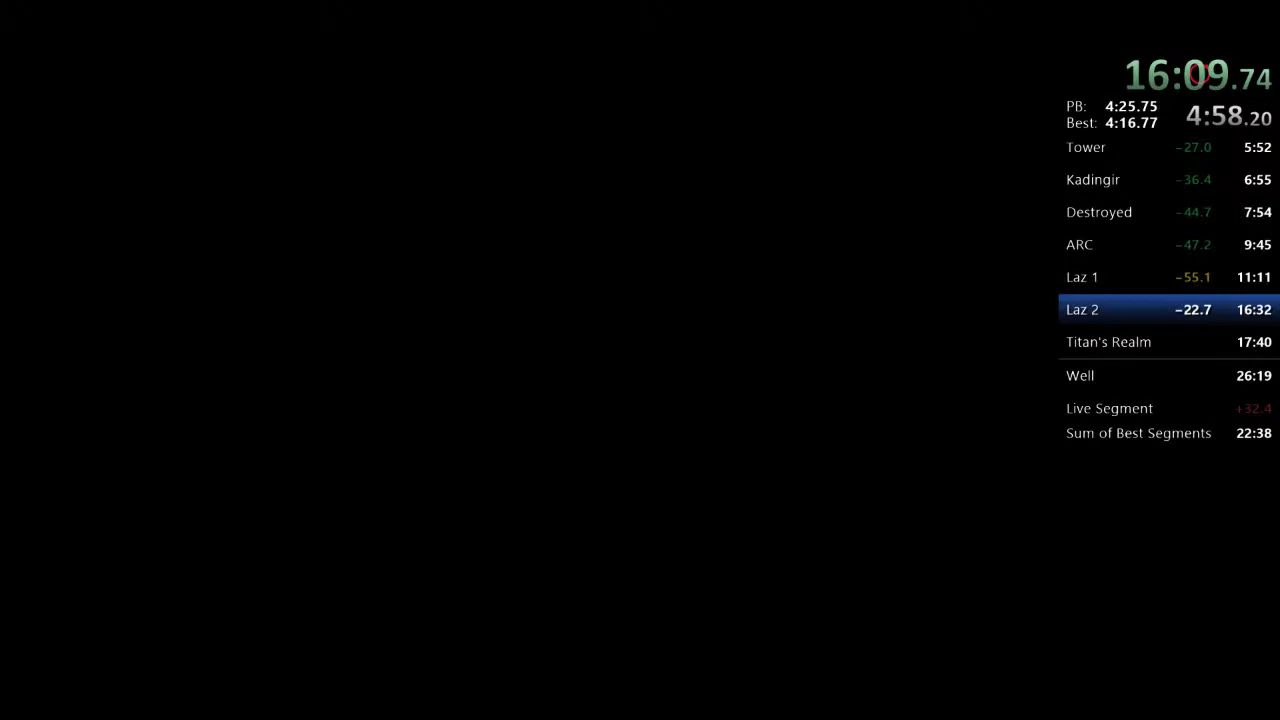 16:09.74
PB: 4:25.75
Best: 4:16.77
4:58.20
Tower -27.0 5:52
Kadingir -36.4 6:55
Destroyed -44.7 7:54
ARC -47.2 9:45
Laz 1 -55.1 11:11
Laz 2 -22.7 16:32
Titan's Realm 17:40
Well 26:19
Live Segment +32.4
Sum of Best Segments 22:38